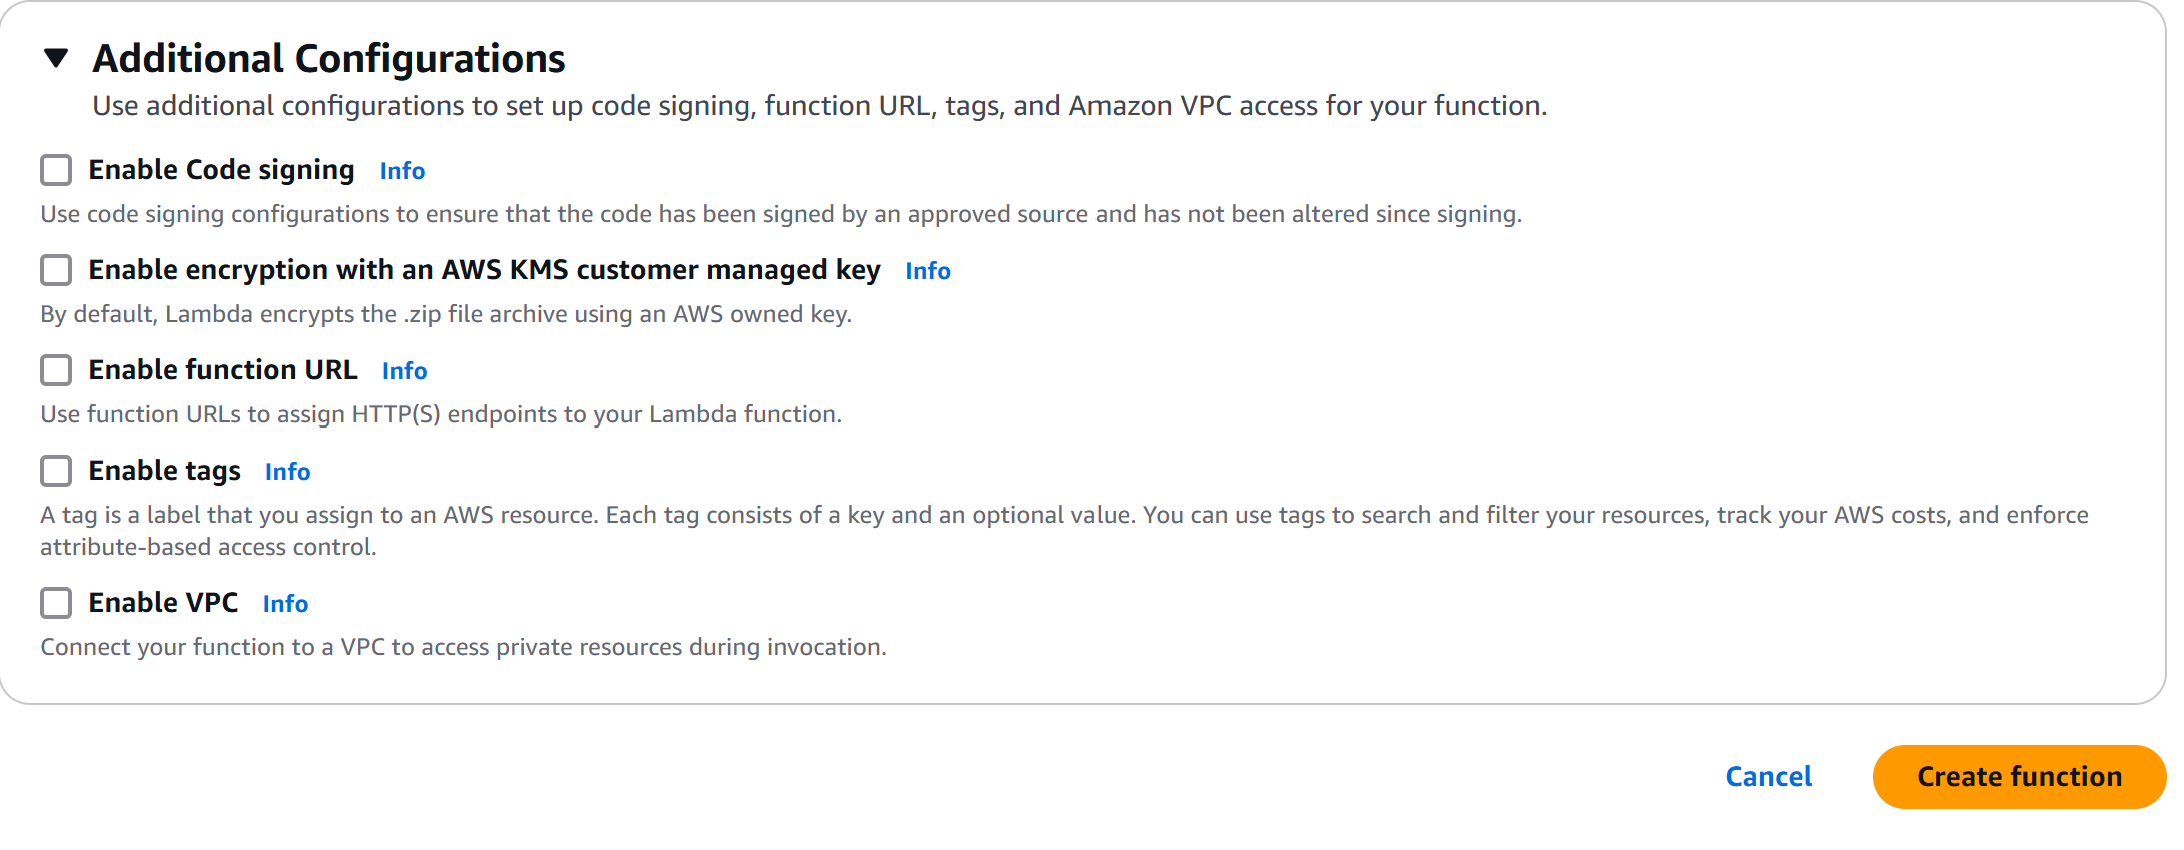 Additional Configurations
Use additional configurations to set up code signing, function URL, tags, and Amazon VPC access for your function.
Enable Code signing Info
Use code signing configurations to ensure that the code has been signed by an approved source and has not been altered since signing.
Enable encryption with an AWS KMS customer managed key Info
By default, Lambda encrypts the .zip file archive using an AWS owned key.
Enable function URL Info
Use function URLs to assign HTTP(S) endpoints to your Lambda function.
Enable tags Info
A tag is a label that you assign to an AWS resource. Each tag consists of a key and an optional value. You can use tags to search and filter your resources, track your AWS costs, and enforce
attribute-based access control.
Enable VPC Info
Connect your function to a VPC to access private resources during invocation.
Cancel Create function